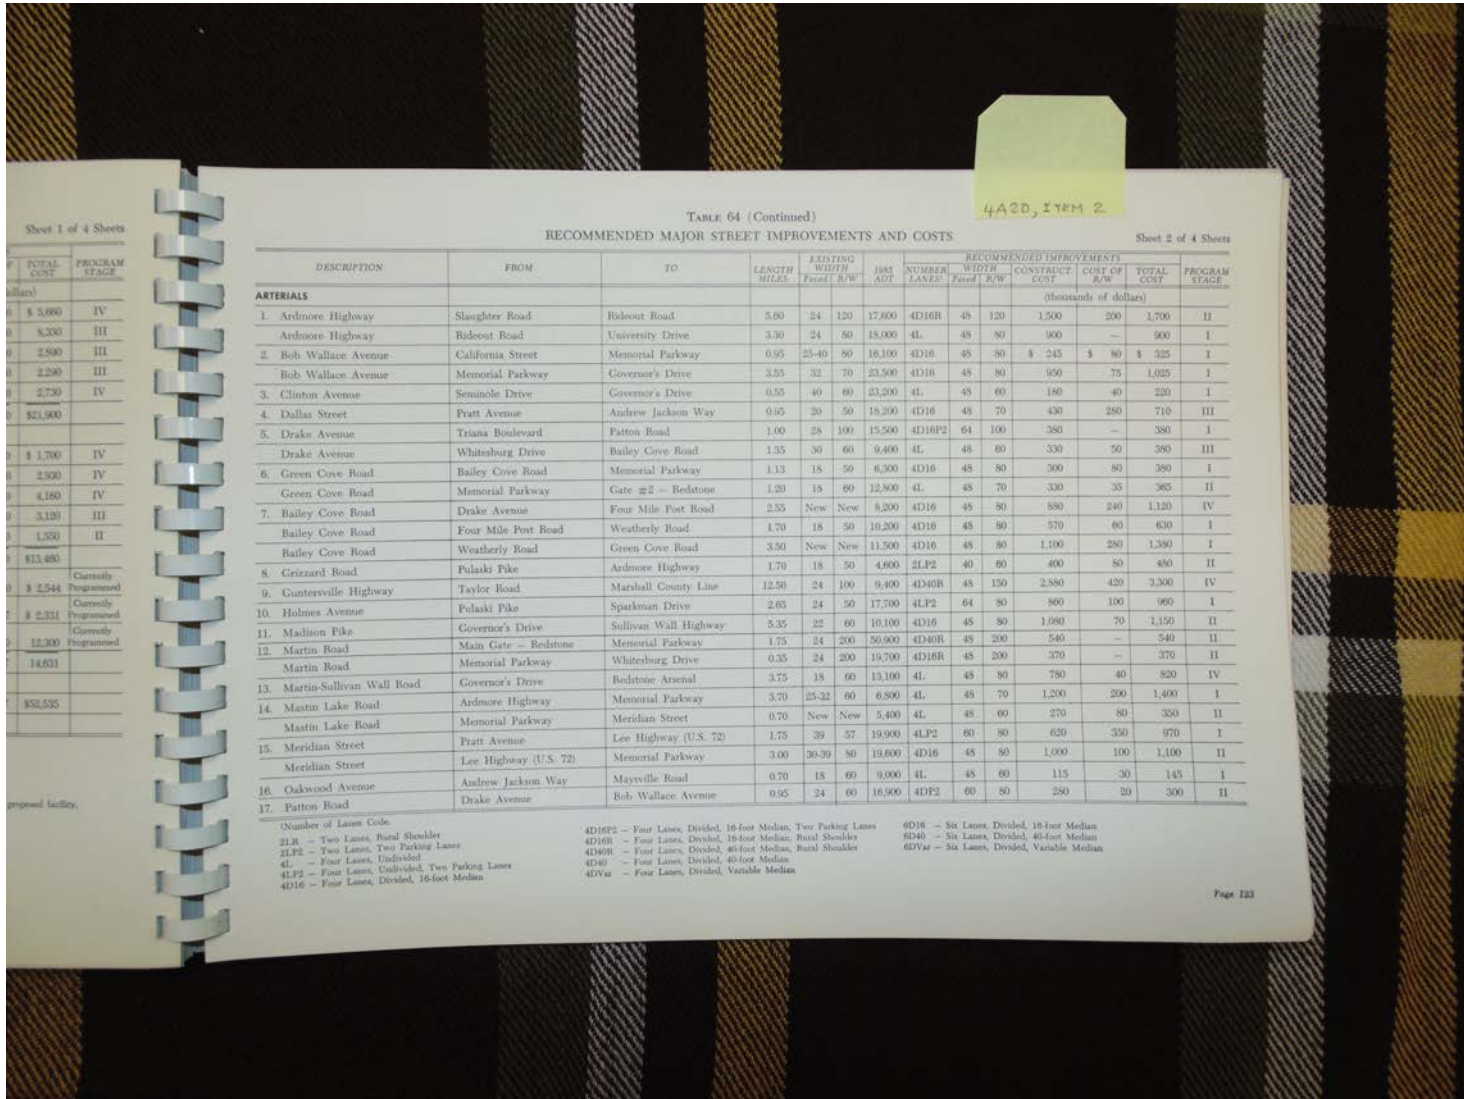 4A2D, ITEM 2
Sheet 1 of 4 Sheets
TOTAL COST PROGRAM STAGE
$ 5,660 IV
8,330 III
2,890 III
2,290 III
2,730 IV
$21,900
$ 1,700 IV
2,930 IV
4,160 IV
3,120 III
1,550 II
$13,460
$ 2,544 Currently Programmed
$ 2,331 Currently Programmed
12,306 Currently Programmed
14,631
$52,535
proposed facility.
TABLE 64 (Continued)
RECOMMENDED MAJOR STREET IMPROVEMENTS AND COSTS
Sheet 2 of 4 Sheets
DESCRIPTION FROM TO LENGTH MILES EXISTING WIDTH Paved R/W 1985 ADT RECOMMENDED IMPROVEMENTS NUMBER LANES WIDTH Paved R/W CONSTRUCT. COST COST OF R/W TOTAL COST PROGRAM STAGE
ARTERIALS (thousands of dollars)
1. Ardmore Highway Slaughter Road Rideout Road 5.60 24 120 17,600 4D16R 48 120 1,500 200 1,700 II
Ardmore Highway Rideout Road University Drive 3.30 24 80 18,000 4L 48 80 900 — 900 I
2. Bob Wallace Avenue California Street Memorial Parkway 0.95 25-40 80 16,100 4D16 48 80 $ 245 $ 80 $ 325 I
Bob Wallace Avenue Memorial Parkway Governor's Drive 3.55 32 70 23,500 4D16 48 80 950 75 1,025 I
3. Clinton Avenue Seminole Drive Governor's Drive 0.55 40 60 23,200 4L 48 60 180 40 220 I
4. Dallas Street Pratt Avenue Andrew Jackson Way 0.95 20 50 18,200 4D16 48 70 430 280 710 III
5. Drake Avenue Triana Boulevard Patton Road 1.00 28 100 15,500 4D16P2 64 100 380 — 380 I
Drake Avenue Whitesburg Drive Bailey Cove Road 1.35 30 60 9,400 4L 48 60 330 50 380 III
6. Green Cove Road Bailey Cove Road Memorial Parkway 1.13 18 50 6,300 4D16 48 80 300 80 380 I
Green Cove Road Memorial Parkway Gate #2 — Redstone 1.20 18 60 12,800 4L 48 70 330 35 365 II
7. Bailey Cove Road Drake Avenue Four Mile Post Road 2.55 New New 8,200 4D16 48 80 880 240 1,120 IV
Bailey Cove Road Four Mile Post Road Weatherly Road 1.70 18 50 10,200 4D16 48 80 570 60 630 I
Bailey Cove Road Weatherly Road Green Cove Road 3.50 New New 11,500 4D16 48 80 1,100 280 1,380 I
8. Grizzard Road Pulaski Pike Ardmore Highway 1.70 18 50 4,600 2LP2 40 60 400 80 480 II
9. Guntersville Highway Taylor Road Marshall County Line 12.50 24 100 9,400 4D40R 48 150 2,880 420 3,300 IV
10. Holmes Avenue Pulaski Pike Sparkman Drive 2.65 24 50 17,700 4LP2 64 80 860 100 960 I
11. Madison Pike Governor's Drive Sullivan Wall Highway 5.35 22 60 10,100 4D16 48 80 1,080 70 1,150 II
12. Martin Road Main Gate — Redstone Memorial Parkway 1.75 24 200 50,900 4D40R 48 200 540 — 540 II
Martin Road Memorial Parkway Whitesburg Drive 0.35 24 200 19,700 4D16R 48 200 370 — 370 II
13. Martin-Sullivan Wall Road Governor's Drive Redstone Arsenal 3.75 18 60 13,100 4L 48 80 780 40 820 IV
14. Mastin Lake Road Ardmore Highway Memorial Parkway 3.70 25-32 60 6,800 4L 48 70 1,200 200 1,400 I
Mastin Lake Road Memorial Parkway Meridian Street 0.70 New New 5,400 4L 48 60 270 80 350 II
15. Meridian Street Pratt Avenue Lee Highway (U.S. 72) 1.75 39 57 19,900 4LP2 60 80 620 350 970 I
Meridian Street Lee Highway (U.S. 72) Memorial Parkway 3.00 30-39 80 19,600 4D16 48 80 1,000 100 1,100 II
16. Oakwood Avenue Andrew Jackson Way Maysville Road 0.70 18 60 9,000 4L 48 60 115 30 145 I
17. Patton Road Drake Avenue Bob Wallace Avenue 0.95 24 60 16,900 4DP2 60 80 280 20 300 II
1Number of Lanes Code.
2LR — Two Lanes, Rural Shoulder
2LP2 — Two Lanes, Two Parking Lanes
4L — Four Lanes, Undivided
4LP2 — Four Lanes, Undivided, Two Parking Lanes
4D16 — Four Lanes, Divided, 16-foot Median
4D16P2 — Four Lanes, Divided, 16-foot Median, Two Parking Lanes
4D16R — Four Lanes, Divided, 16-foot Median, Rural Shoulder
4D40R — Four Lanes, Divided, 40-foot Median, Rural Shoulder
4D40 — Four Lanes, Divided, 40-foot Median
4DVar — Four Lanes, Divided, Variable Median
6D16 — Six Lanes, Divided, 16-foot Median
6D40 — Six Lanes, Divided, 40-foot Median
6DVar — Six Lanes, Divided, Variable Median
Page 123